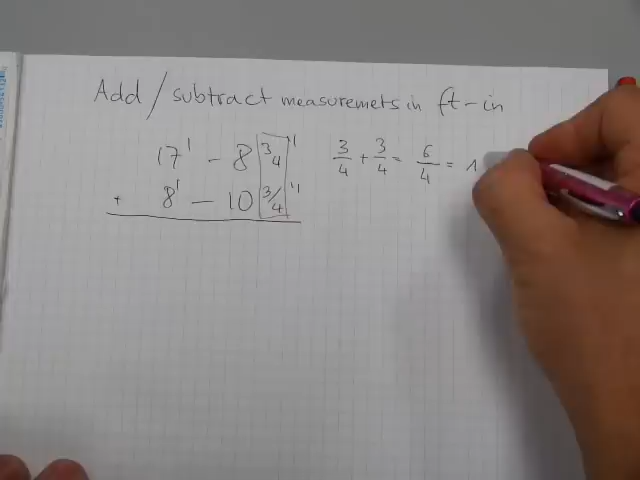 Add / subtract measuremets in ft-in
17' - 8 3/4"
+ 8' - 10 3/4"
3/4 + 3/4 = 6/4 = 1